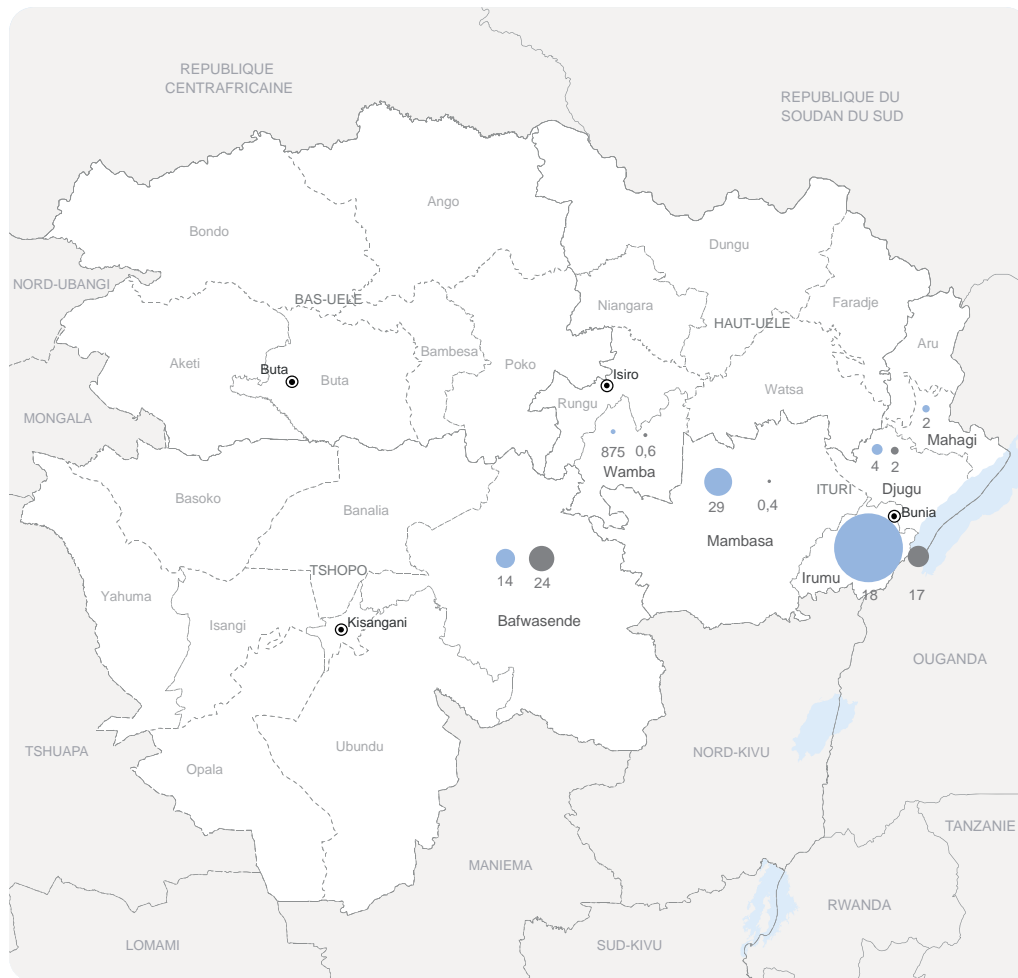 REPUBLIQUE
CENTRAFRICAINE
REPUBLIQUE DU
SOUDAN DU SUD
Ango
Bondo
Dungu
NORD-UBANGI
BAS-UELE
Niangara
Faradje
HAUT-UELE
Aru
Bambesa
Aketi
Buta
Buta
Poko
Isiro
Watsa
Rungu
MONGALA
2
Mahagi
875
0,6
Wamba
4
2
Djugu
ITURI
Basoko
Banalia
29
0,4
Bunia
Mambasa
TSHOPO
14
24
Irumu
18
17
Yahuma
Isangi
Kisangani
Bafwasende
OUGANDA
TSHUAPA
Ubundu
NORD-KIVU
Opala
TANZANIE
MANIEMA
RWANDA
LOMAMI
SUD-KIVU